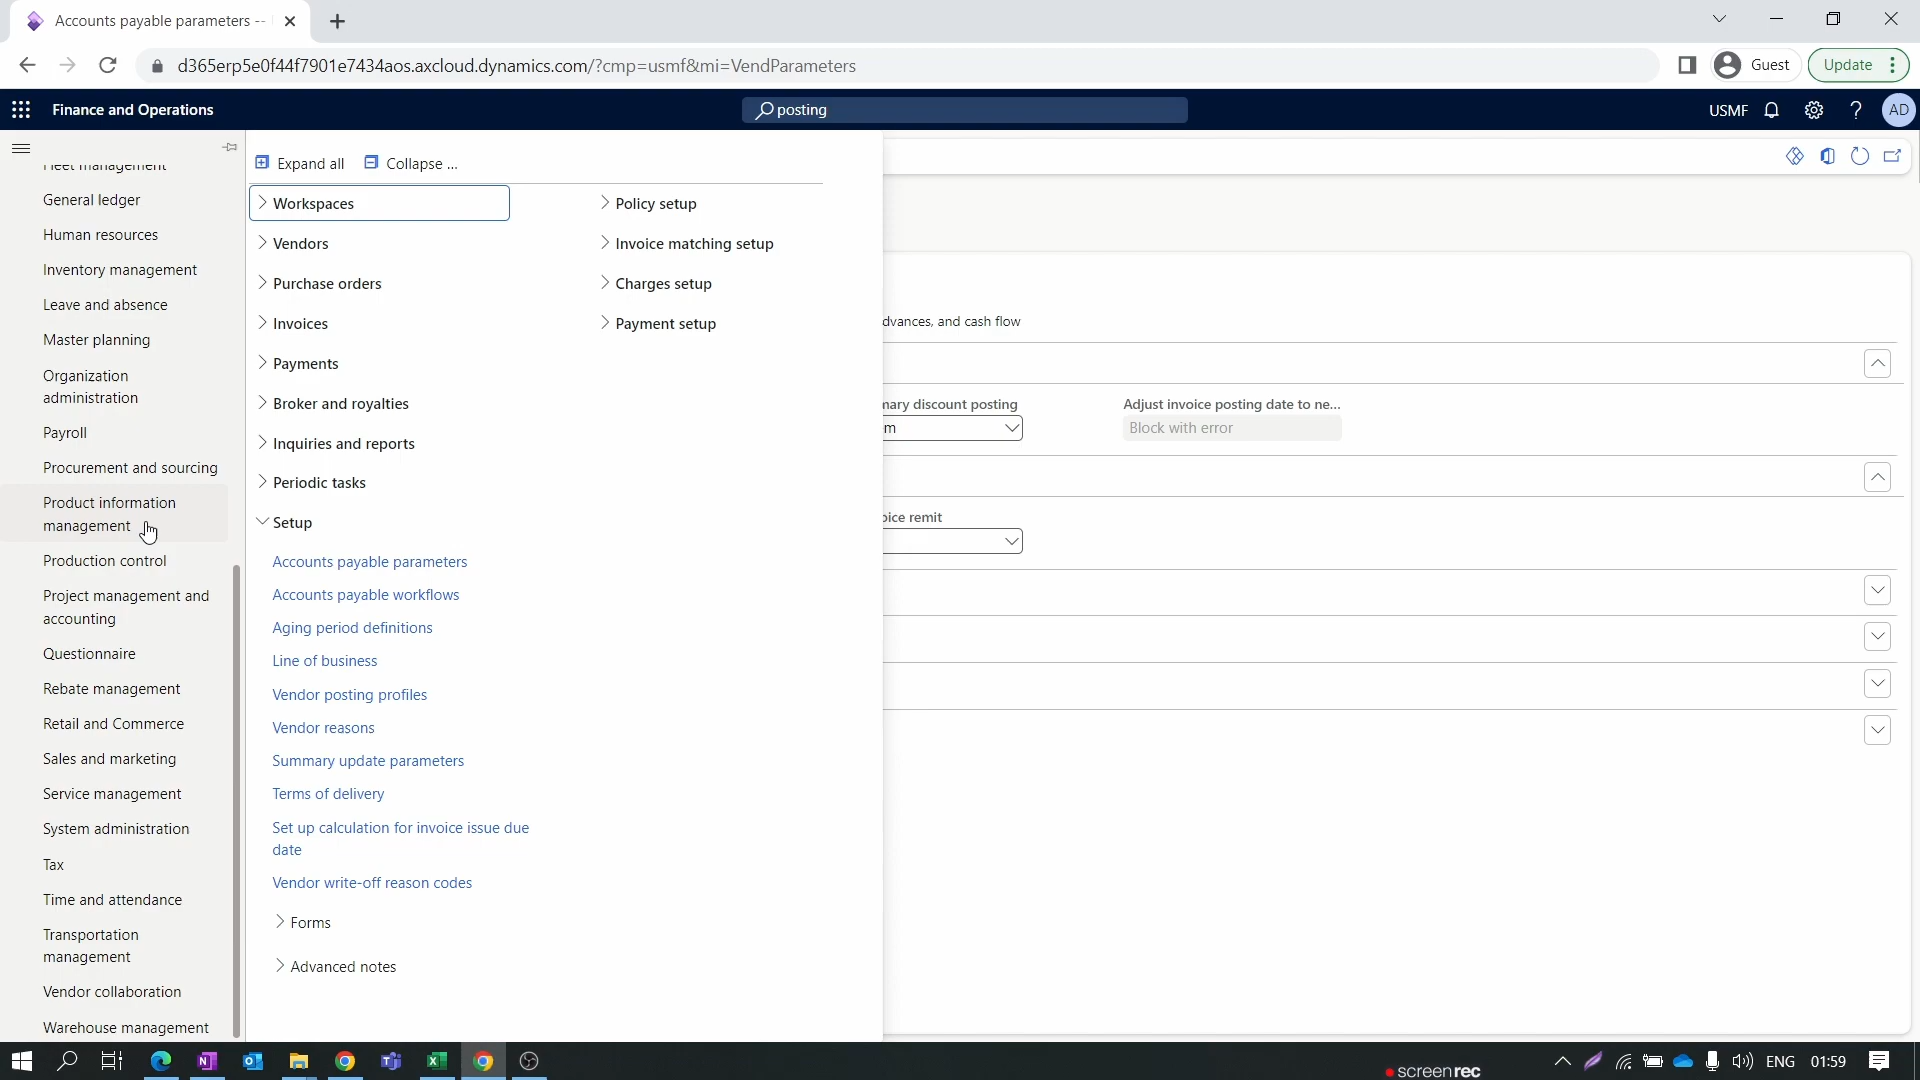 Accounts payable parameters --
d365erp5e0f44f7901e7434aos.axcloud.dynamics.com/?cmp=usmf&mi=VendParameters
Guest
Update
Finance and Operations
posting
USMF
AD
Fleet management
General ledger
Human resources
Inventory management
Leave and absence
Master planning
Organization
administration
Payroll
Procurement and sourcing
Product information
management
Production control
Project management and
accounting
Questionnaire
Rebate management
Retail and Commerce
Sales and marketing
Service management
System administration
Tax
Time and attendance
Transportation
management
Vendor collaboration
Warehouse management
Expand all
Collapse ...
Workspaces
Vendors
Purchase orders
Invoices
Payments
Broker and royalties
Inquiries and reports
Periodic tasks
Setup
Accounts payable parameters
Accounts payable workflows
Aging period definitions
Line of business
Vendor posting profiles
Vendor reasons
Summary update parameters
Terms of delivery
Set up calculation for invoice issue due
date
Vendor write-off reason codes
Forms
Advanced notes
Policy setup
Invoice matching setup
Charges setup
Payment setup
dvances, and cash flow
mary discount posting
m
Adjust invoice posting date to ne...
Block with error
oice remit
screenrec
ENG
01:59